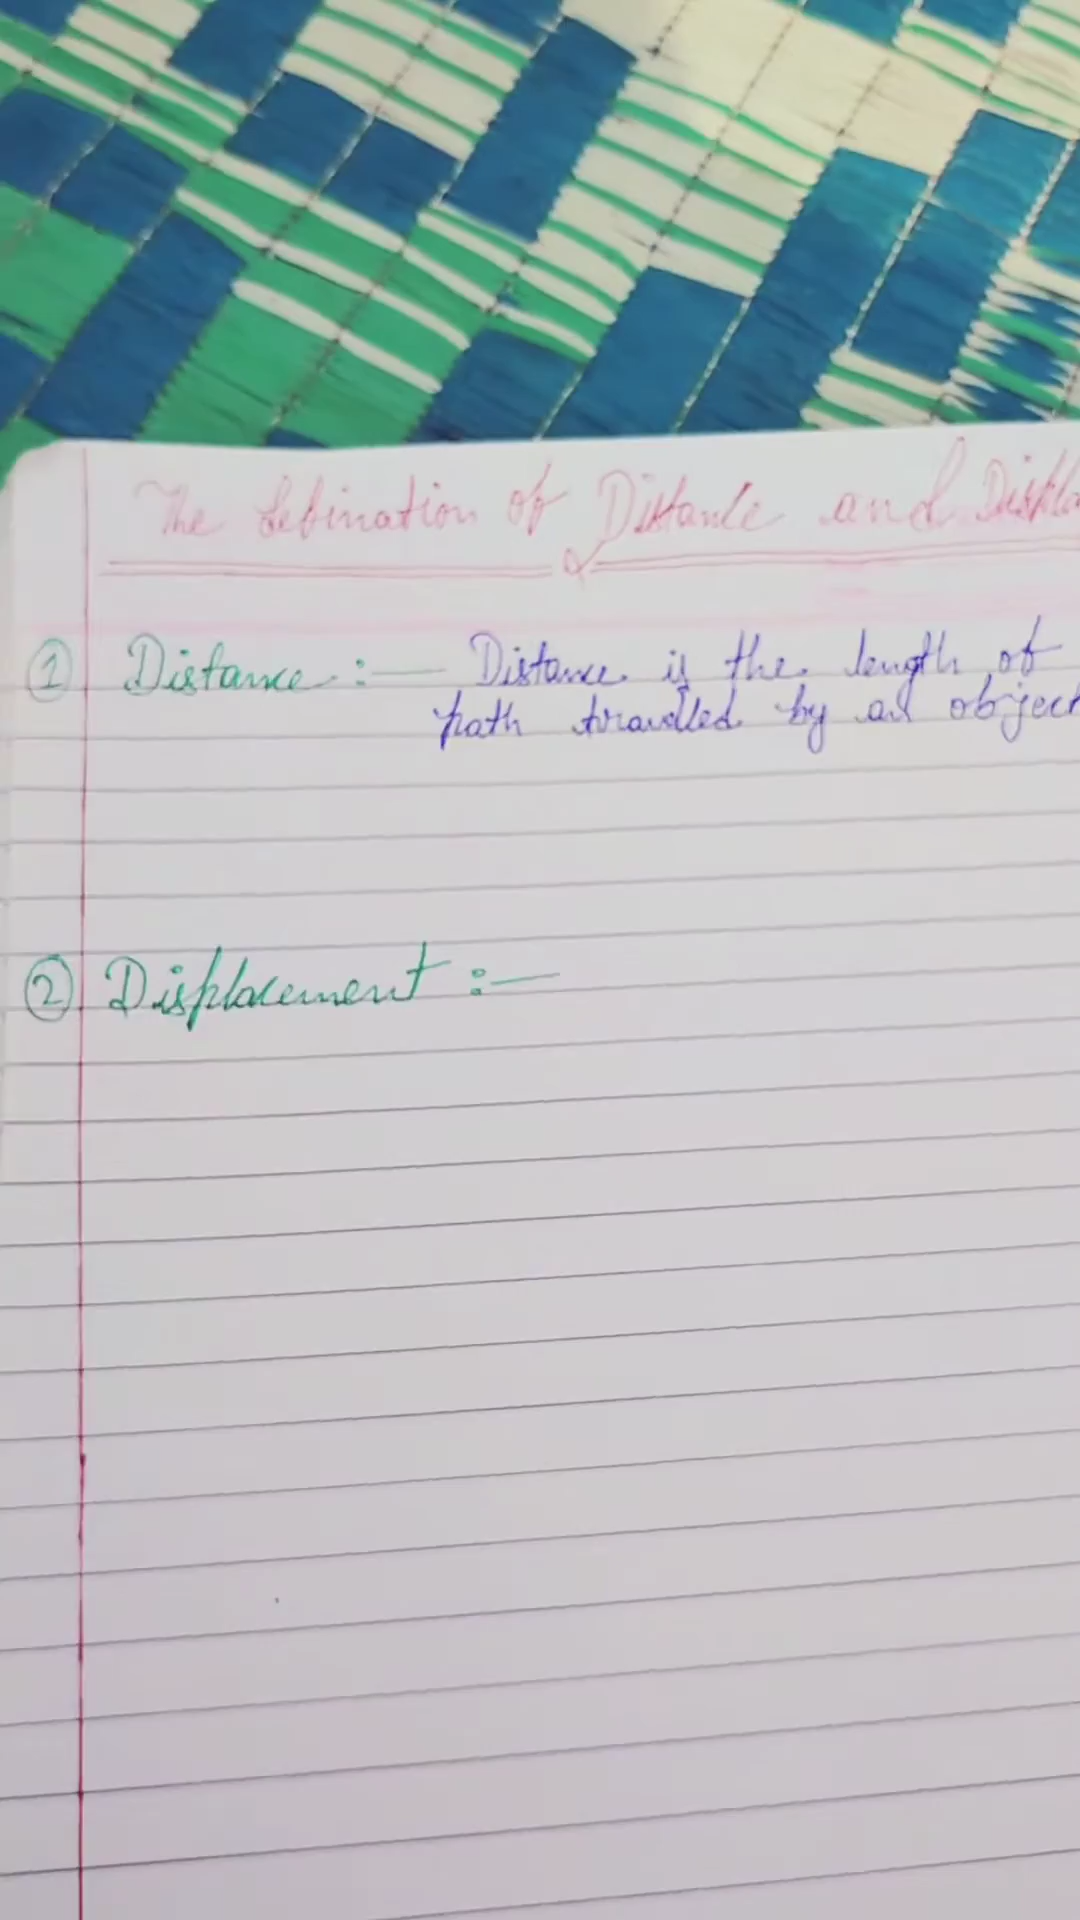 The defination of Distance and Displa
① Distance :— Distance is the length of
path travelled by an object
② Displacement :—